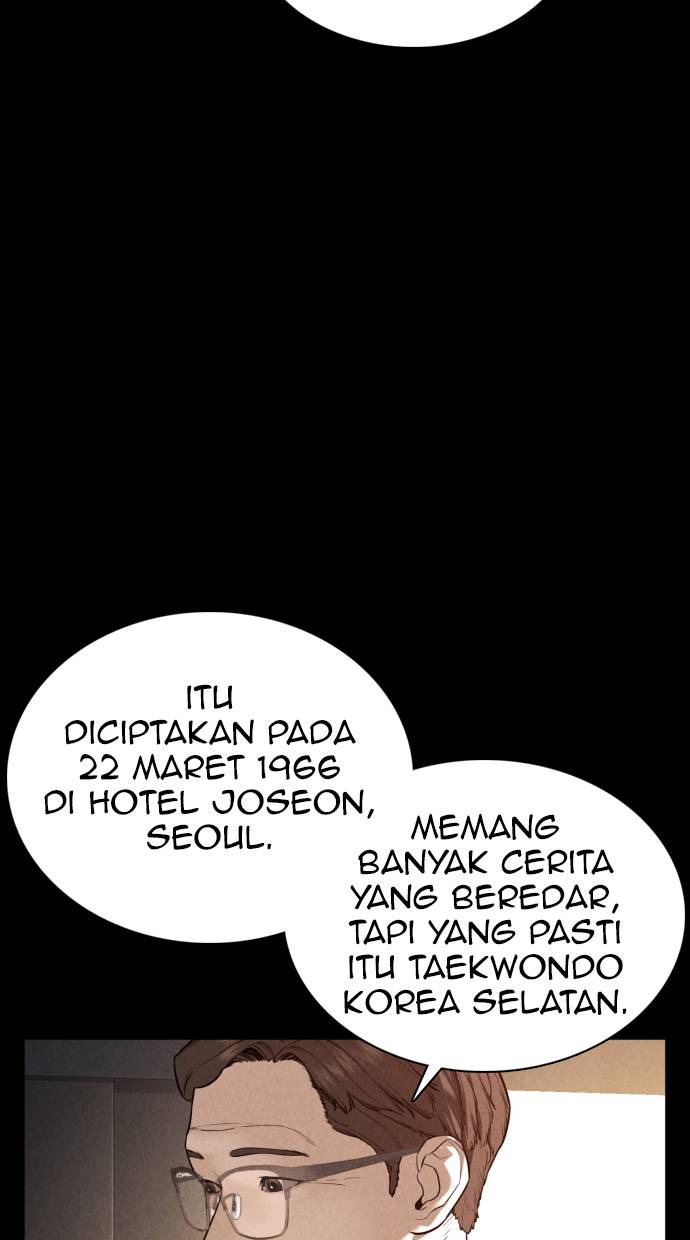 ITU
DICIPTAKAN PADA
22 MARET 1966
DI HOTEL JOSEON,
SEOUL.
MEMANG
BANYAK CERITA
YANG BEREDAR,
TAPI YANG PASTI
ITU TAEKWONDO
KOREA SELATAN.